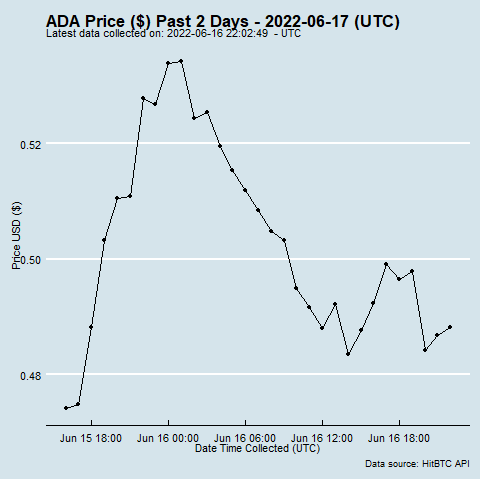 ADA Price ($) Past 2 Days - 2022-06-17 (UTC)
Latest data collected on: 2022-06-16 22:02:49 - UTC
0.52
0.50
0.48
Price USD ($)
Jun 15 18:00 Jun 16 00:00 Jun 16 06:00 Jun 16 12:00 Jun 16 18:00
Date Time Collected (UTC)
Data source: HitBTC API